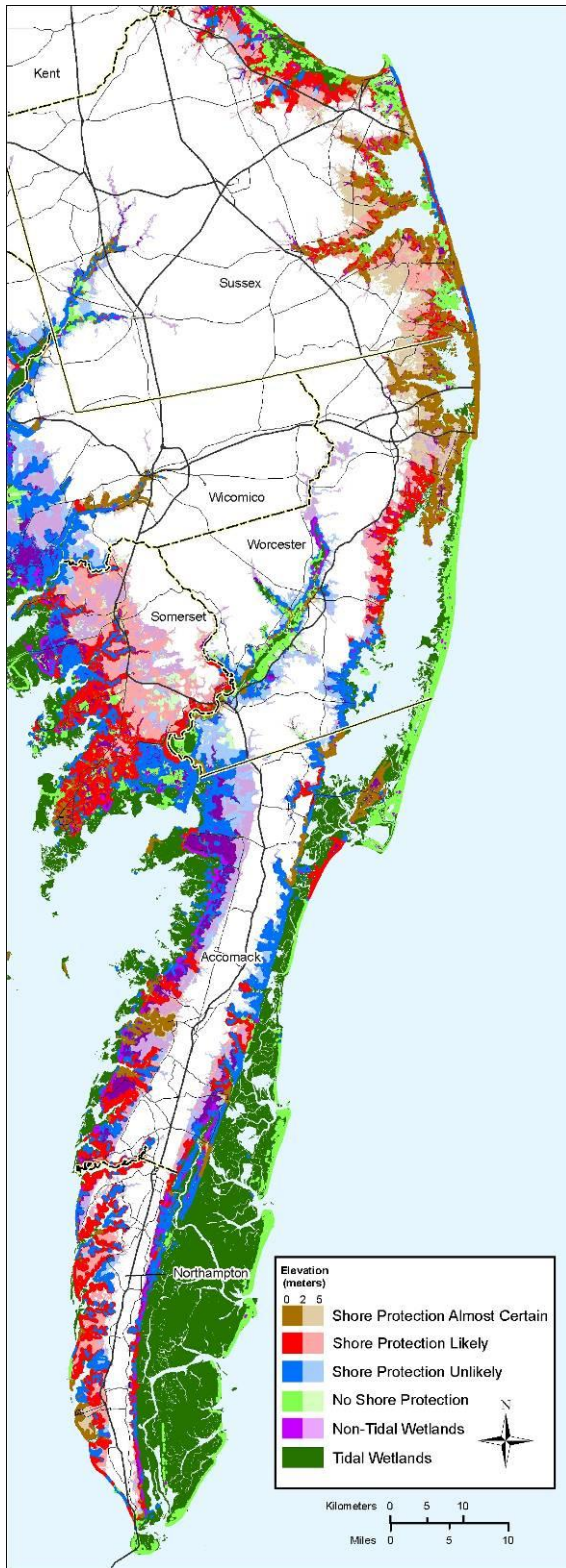 Kent
Sussex
Wicomico
Worcester
Somerset
Accomack
Northampton
Elevation
(meters)
0 2 5
Shore Protection Almost Certain
Shore Protection Likely
Shore Protection Unlikely
No Shore Protection
Non-Tidal Wetlands
Tidal Wetlands
N
Kilometers 0 5 10
Miles 0 5 10